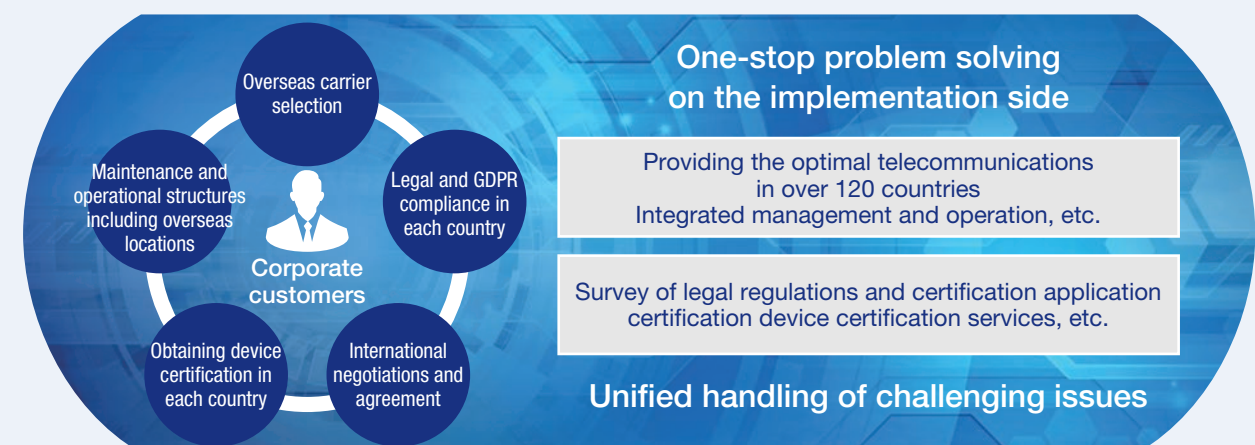 Overseas carrier
selection
Legal and GDPR
compliance in
each country
International
negotiations and
agreement
Obtaining device
certification in
each country
Maintenance and
operational structures
including overseas
locations
Corporate
customers
One-stop problem solving
on the implementation side
Providing the optimal telecommunications
in over 120 countries
Integrated management and operation, etc.
Survey of legal regulations and certification application
certification device certification services, etc.
Unified handling of challenging issues